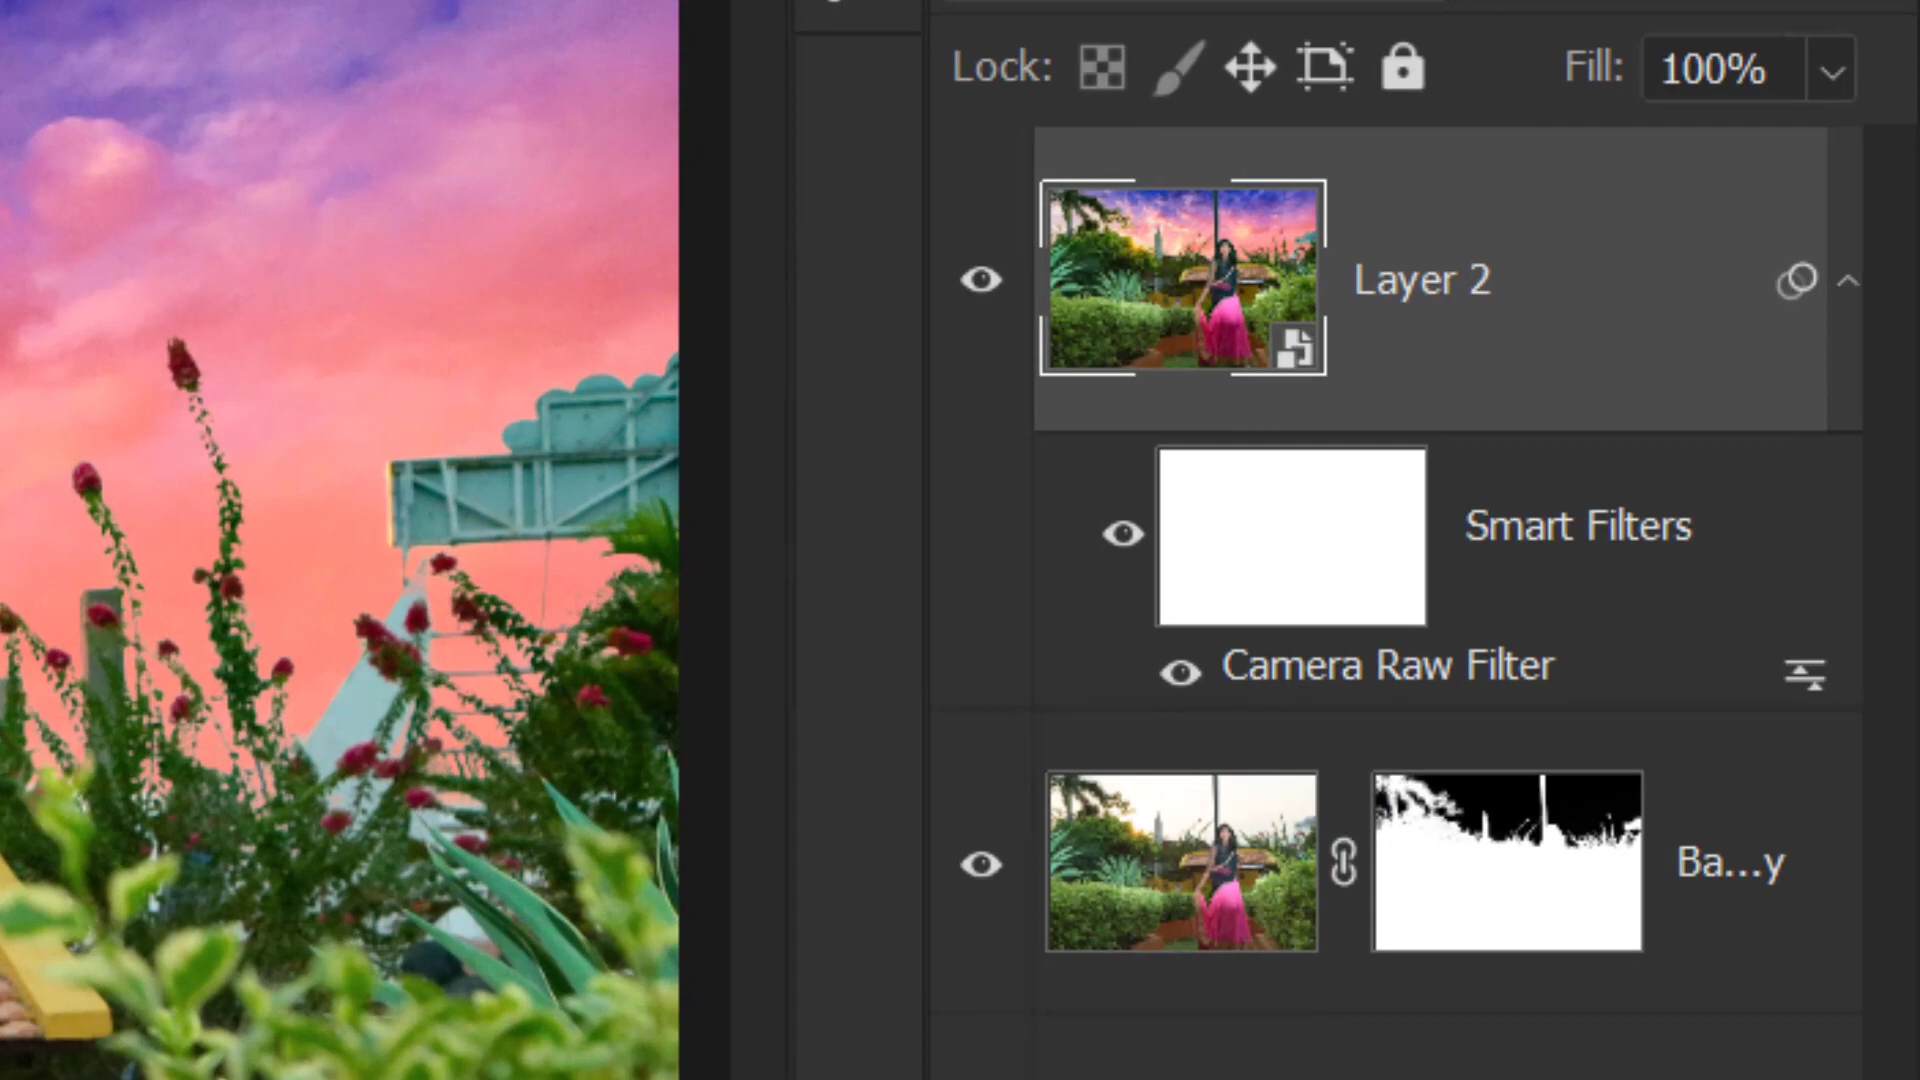 Lock: Fill: 100%
Layer 2
Smart Filters
Camera Raw Filter
Ba...y